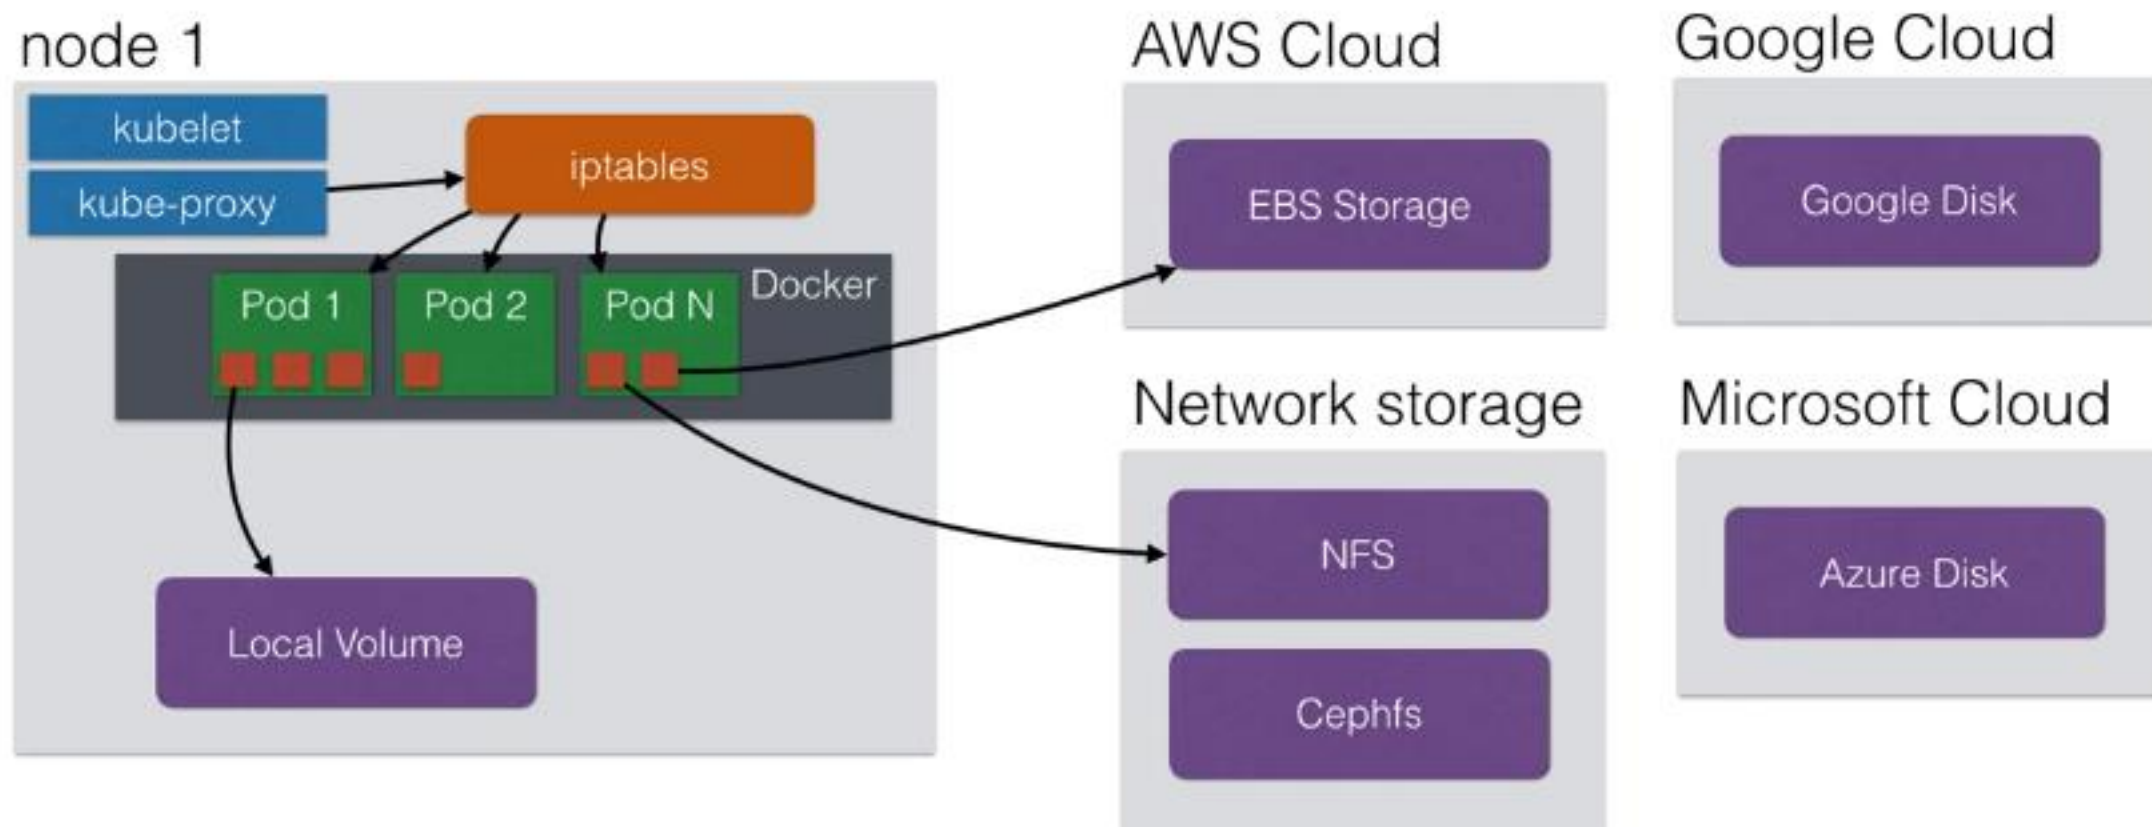 node 1
kubelet
kube-proxy
iptables
Docker
Pod 1
Pod 2
Pod N
Local Volume
AWS Cloud
EBS Storage
Google Cloud
Google Disk
Network storage
NFS
Cephfs
Microsoft Cloud
Azure Disk